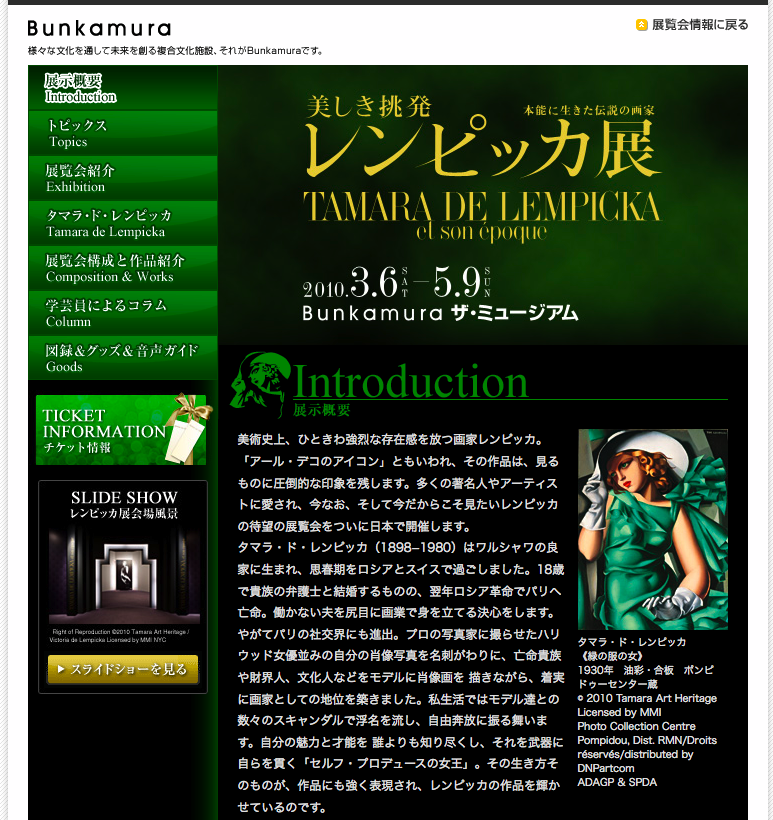 Bunkamura
様々な文化を通して未来を創る複合文化施設、それがBunkamuraです。
展覧会情報に戻る
展示概要
Introduction
トピックス
Topics
展覧会紹介
Exhibition
タマラ・ド・レンピッカ
Tamara de Lempicka
展覧会構成と作品紹介
Composition & Works
学芸員によるコラム
Column
図録&グッズ&音声ガイド
Goods
TICKET
INFORMATION
チケット情報
SLIDE SHOW
レンピッカ展会場風景
Right of Reproduction ©2010 Tamara Art Heritage /
Victoria de Lempicka Licensed by MMI NYC
スライドショーを見る
美しき挑発
本能に生きた伝説の画家
レンピッカ展
TAMARA DE LEMPICKA
et son époque
2010.3.6 SAT – 5.9 SUN
Bunkamura ザ・ミュージアム
Introduction
展示概要
美術史上、ひときわ強烈な存在感を放つ画家レンピッカ。
「アール・デコのアイコン」ともいわれ、その作品は、見る
ものに圧倒的な印象を残します。多くの著名人やアーティス
トに愛され、今なお、そして今だからこそ見たいレンピッカ
の待望の展覧会をついに日本で開催します。
タマラ・ド・レンピッカ（1898–1980）はワルシャワの良
家に生まれ、思春期をロシアとスイスで過ごしました。18歳
で貴族の弁護士と結婚するものの、翌年ロシア革命でパリへ
亡命。働かない夫を尻目に画業で身を立てる決心をします。
やがてパリの社交界にも進出。プロの写真家に撮らせたハリ
ウッド女優並みの自分の肖像写真を名刺がわりに、亡命貴族
や財界人、文化人などをモデルに肖像画を 描きながら、着実
に画家としての地位を築きました。私生活ではモデル達との
数々のスキャンダルで浮名を流し、自由奔放に振る舞いま
す。自分の魅力と才能を 誰よりも知り尽くし、それを武器に
自らを貫く「セルフ・プロデュースの女王」。その生き方そ
のものが、作品にも強く表現され、レンピッカの作品を輝か
せているのです。
タマラ・ド・レンピッカ
《緑の服の女》
1930年　油彩・合板　ポンピ
ドゥーセンター蔵
© 2010 Tamara Art Heritage
Licensed by MMI
Photo Collection Centre
Pompidou, Dist. RMN/Droits
réservés/distributed by
DNPartcom
ADAGP & SPDA